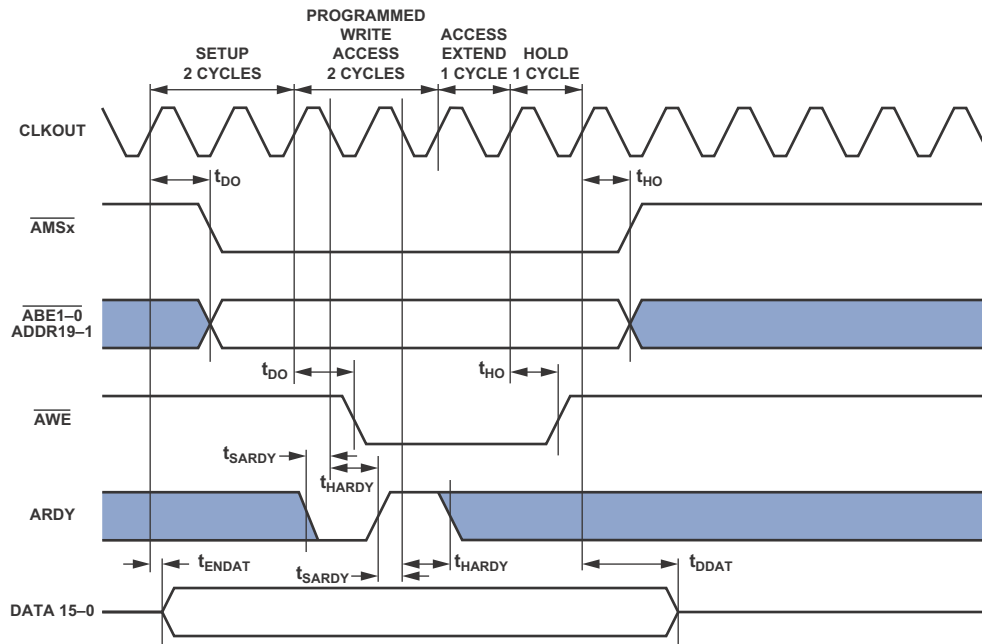 SETUP
2 CYCLES
PROGRAMMED
WRITE
ACCESS
2 CYCLES
ACCESS
EXTEND
1 CYCLE
HOLD
1 CYCLE
CLKOUT
tDO
tHO
AMSx
ABE1–0
ADDR19–1
tDO
tHO
AWE
tSARDY
tHARDY
ARDY
tENDAT
tSARDY
tHARDY
tDDAT
DATA 15–0